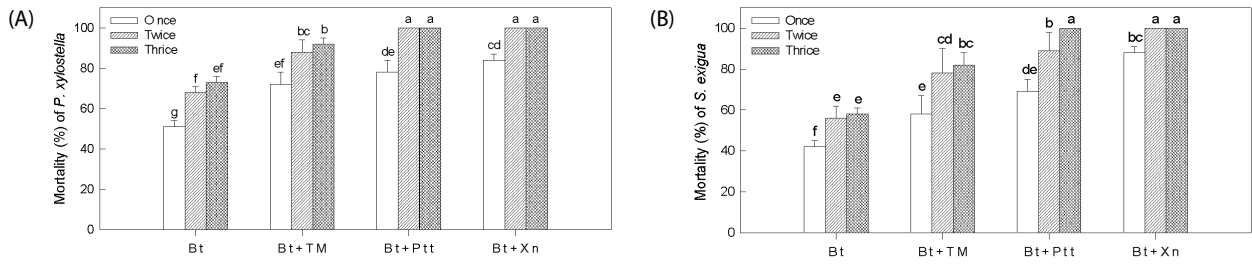 (A)
Mortality (%) of P. xylostella
100
80
60
40
20
0
Once
Twice
Thrice
g
f
ef
ef
bc
b
de
a
a
cd
a
a
Bt
Bt+TM
Bt+Ptt
Bt+Xn
(B)
Mortality (%) of S. exigua
100
80
60
40
20
0
Once
Twice
Thrice
f
e
e
e
cd
bc
de
b
a
bc
a
a
Bt
Bt+TM
Bt+Ptt
Bt+Xn